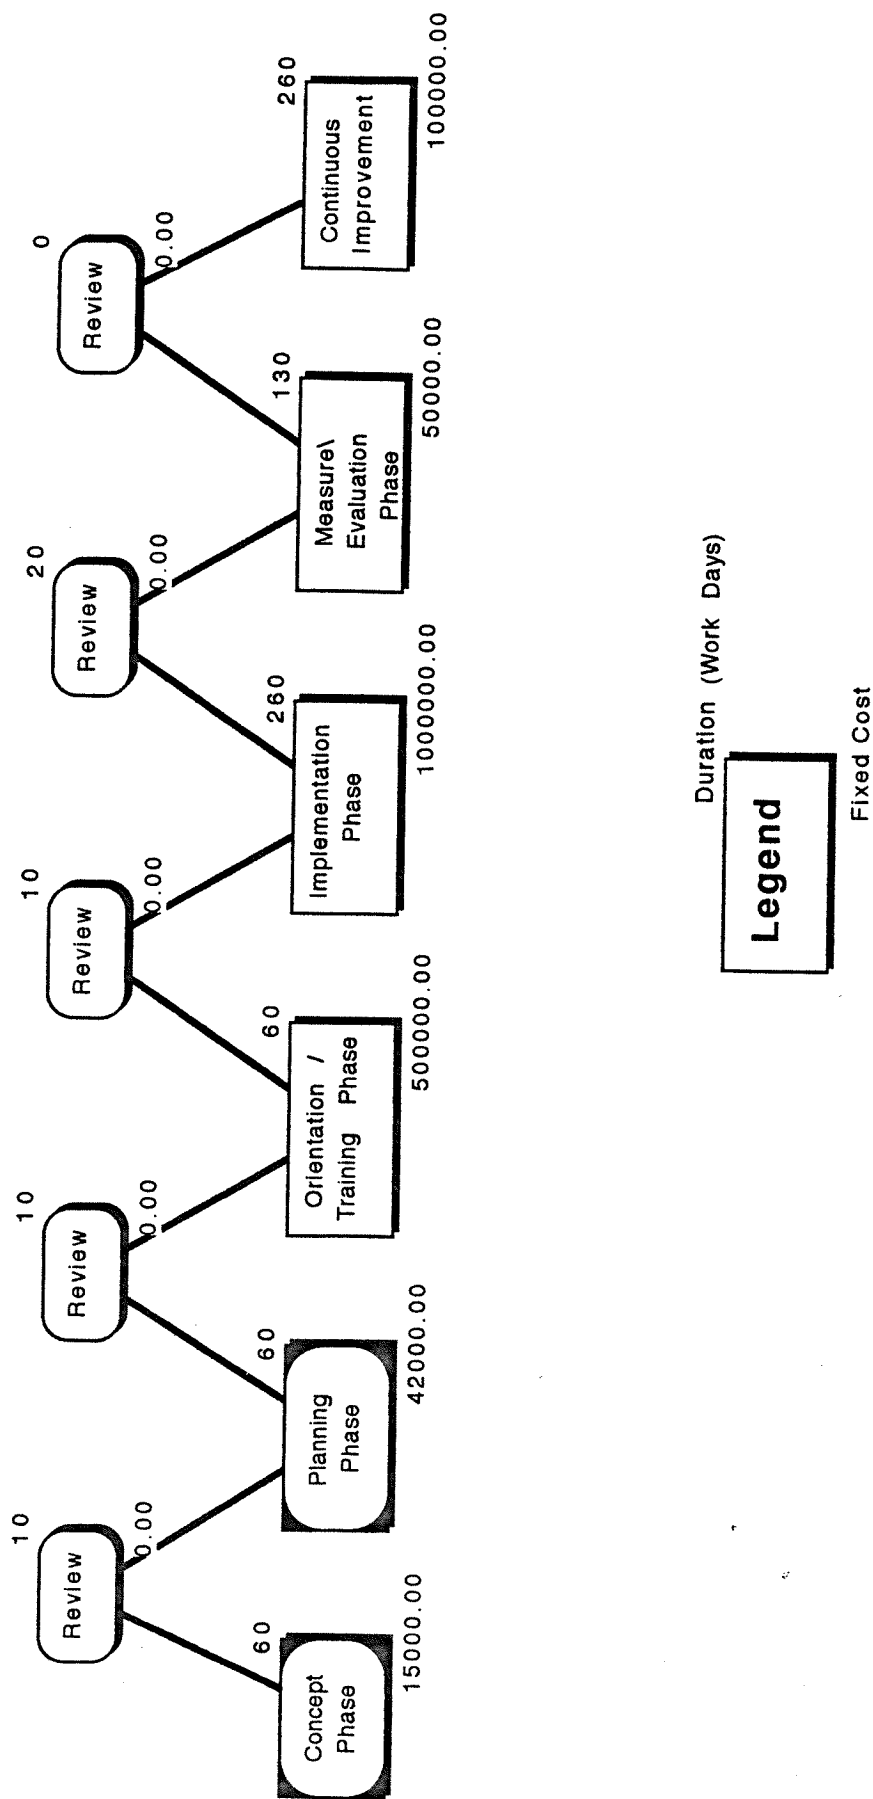 10
Review
0.00
10
Review
0.00
10
Review
0.00
20
Review
0.00
0
Review
0.00
60
Concept
Phase
15000.00
60
Planning
Phase
42000.00
60
Orientation /
Training Phase
500000.00
260
Implementation
Phase
1000000.00
130
Measure\
Evaluation
Phase
50000.00
260
Continuous
Improvement
100000.00
Duration (Work Days)
Legend
Fixed Cost